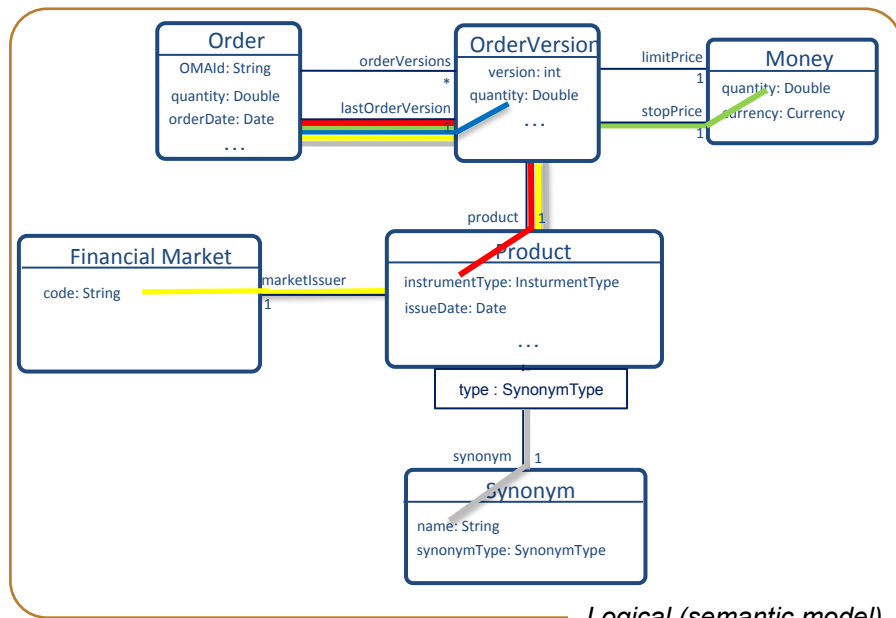 Order
OMAId: String
quantity: Double
orderDate: Date
...
orderVersions
*
lastOrderVersion
1
OrderVersion
version: int
quantity: Double
...
limitPrice
1
stopPrice
1
Money
quantity: Double
currency: Currency
product
1
Financial Market
code: String
marketIssuer
1
Product
instrumentType: InsturmentType
issueDate: Date
...
type : SynonymType
synonym
1
Synonym
name: String
synonymType: SynonymType
Logical (semantic model)